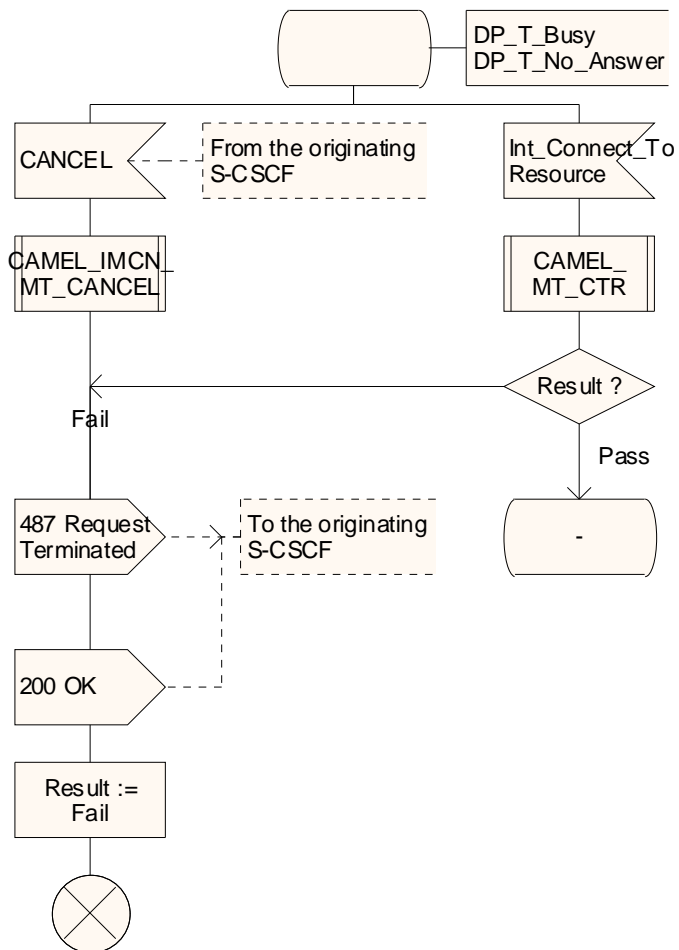 DP_T_Busy
DP_T_No_Answer
CANCEL
From the originating
S-CSCF
Int_Connect_To
Resource
CAMEL_IMCN_
MT_CANCEL
CAMEL_
MT_CTR
Result ?
Fail
Pass
487 Request
Terminated
To the originating
S-CSCF
-
200 OK
Result :=
Fail